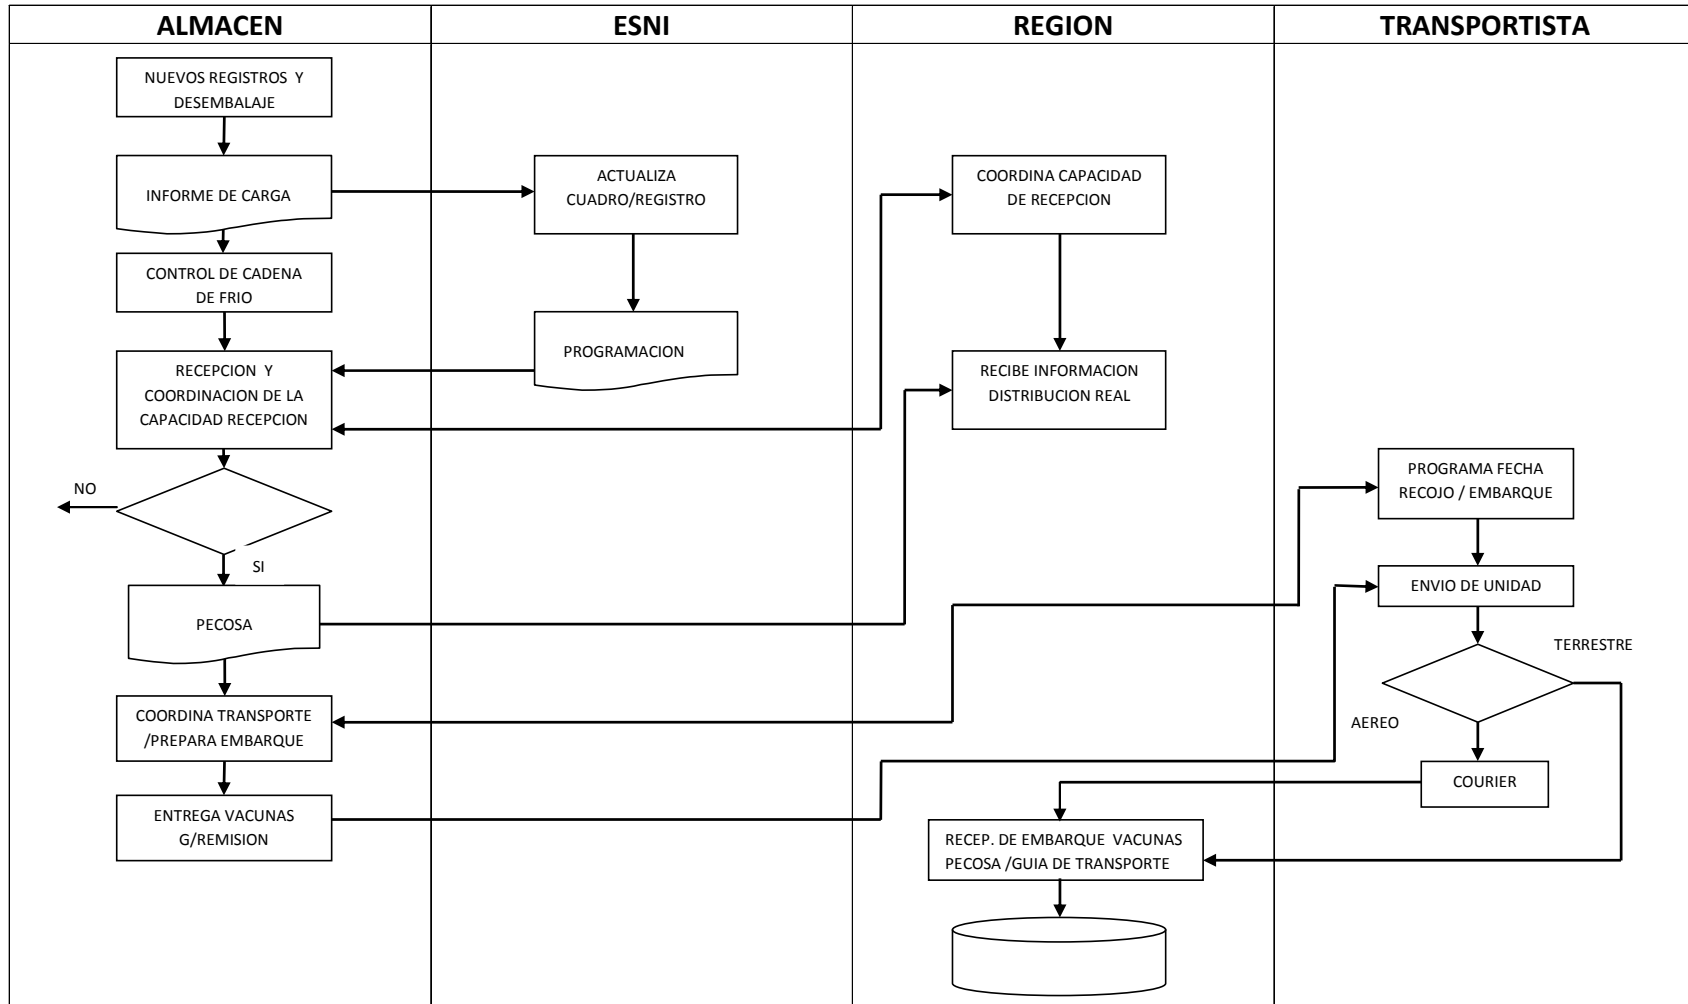 ALMACEN
ESNI
REGION
TRANSPORTISTA
NUEVOS REGISTROS Y
DESEMBALAJE
INFORME DE CARGA
ACTUALIZA
CUADRO/REGISTRO
COORDINA CAPACIDAD
DE RECEPCION
CONTROL DE CADENA
DE FRIO
PROGRAMACION
RECEPCION Y
COORDINACION DE LA
CAPACIDAD RECEPCION
RECIBE INFORMACION
DISTRIBUCION REAL
NO
PROGRAMA FECHA
RECOJO / EMBARQUE
SI
ENVIO DE UNIDAD
PECOSA
TERRESTRE
COORDINA TRANSPORTE
/PREPARA EMBARQUE
AEREO
COURIER
ENTREGA VACUNAS
G/REMISION
RECEP. DE EMBARQUE VACUNAS
PECOSA /GUIA DE TRANSPORTE